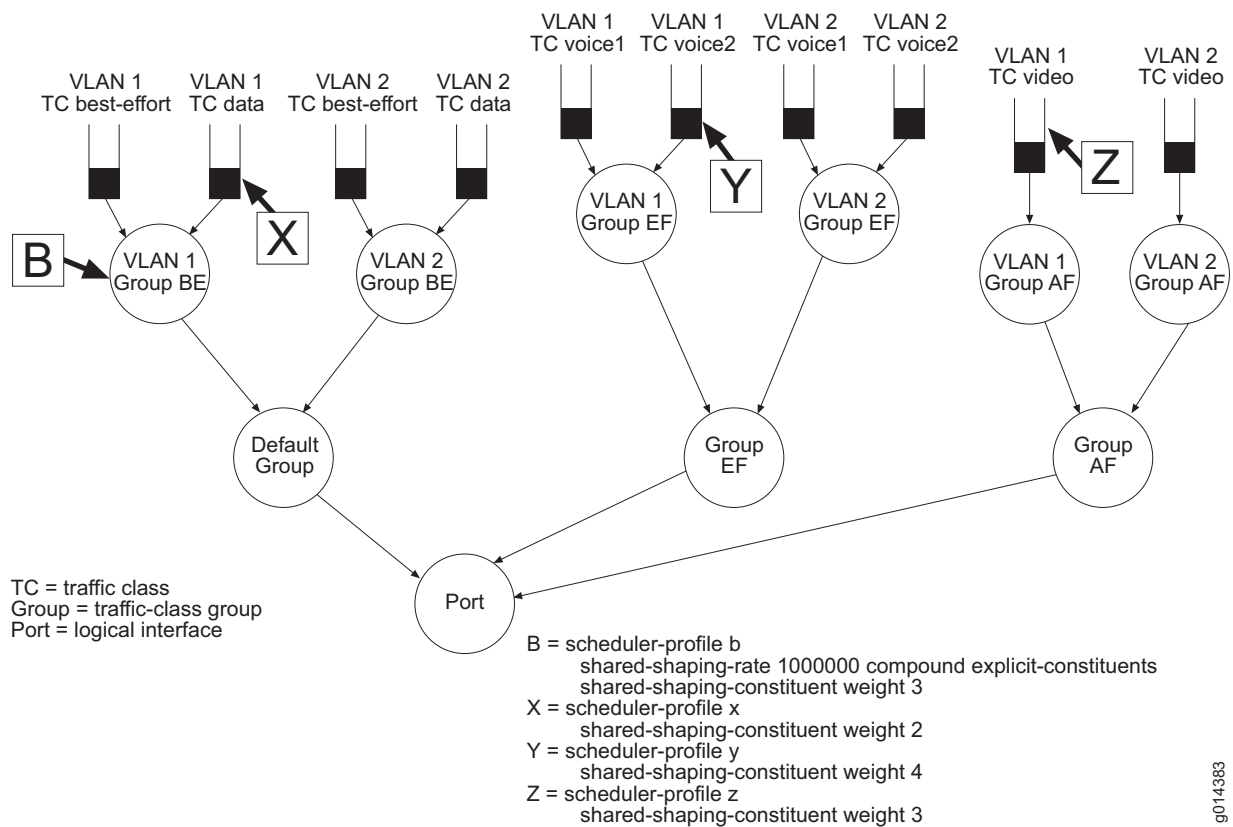 VLAN 1
TC best-effort
VLAN 1
TC data
VLAN 2
TC best-effort
VLAN 2
TC data
VLAN 1
TC voice1
VLAN 1
TC voice2
VLAN 2
TC voice1
VLAN 2
TC voice2
VLAN 1
TC video
VLAN 2
TC video
B
X
Y
Z
VLAN 1
Group BE
VLAN 2
Group BE
VLAN 1
Group EF
VLAN 2
Group EF
VLAN 1
Group AF
VLAN 2
Group AF
Default
Group
Group
EF
Group
AF
Port
TC = traffic class
Group = traffic-class group
Port = logical interface
B = scheduler-profile b
shared-shaping-rate 1000000 compound explicit-constituents
shared-shaping-constituent weight 3
X = scheduler-profile x
shared-shaping-constituent weight 2
Y = scheduler-profile y
shared-shaping-constituent weight 4
Z = scheduler-profile z
shared-shaping-constituent weight 3
g014383